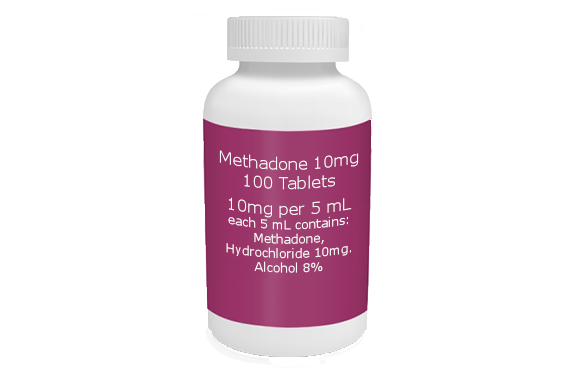 Methadone 10mg
100 Tablets
10mg per 5 mL
each 5 mL contains:
Methadone,
Hydrochloride 10mg.
Alcohol 8%